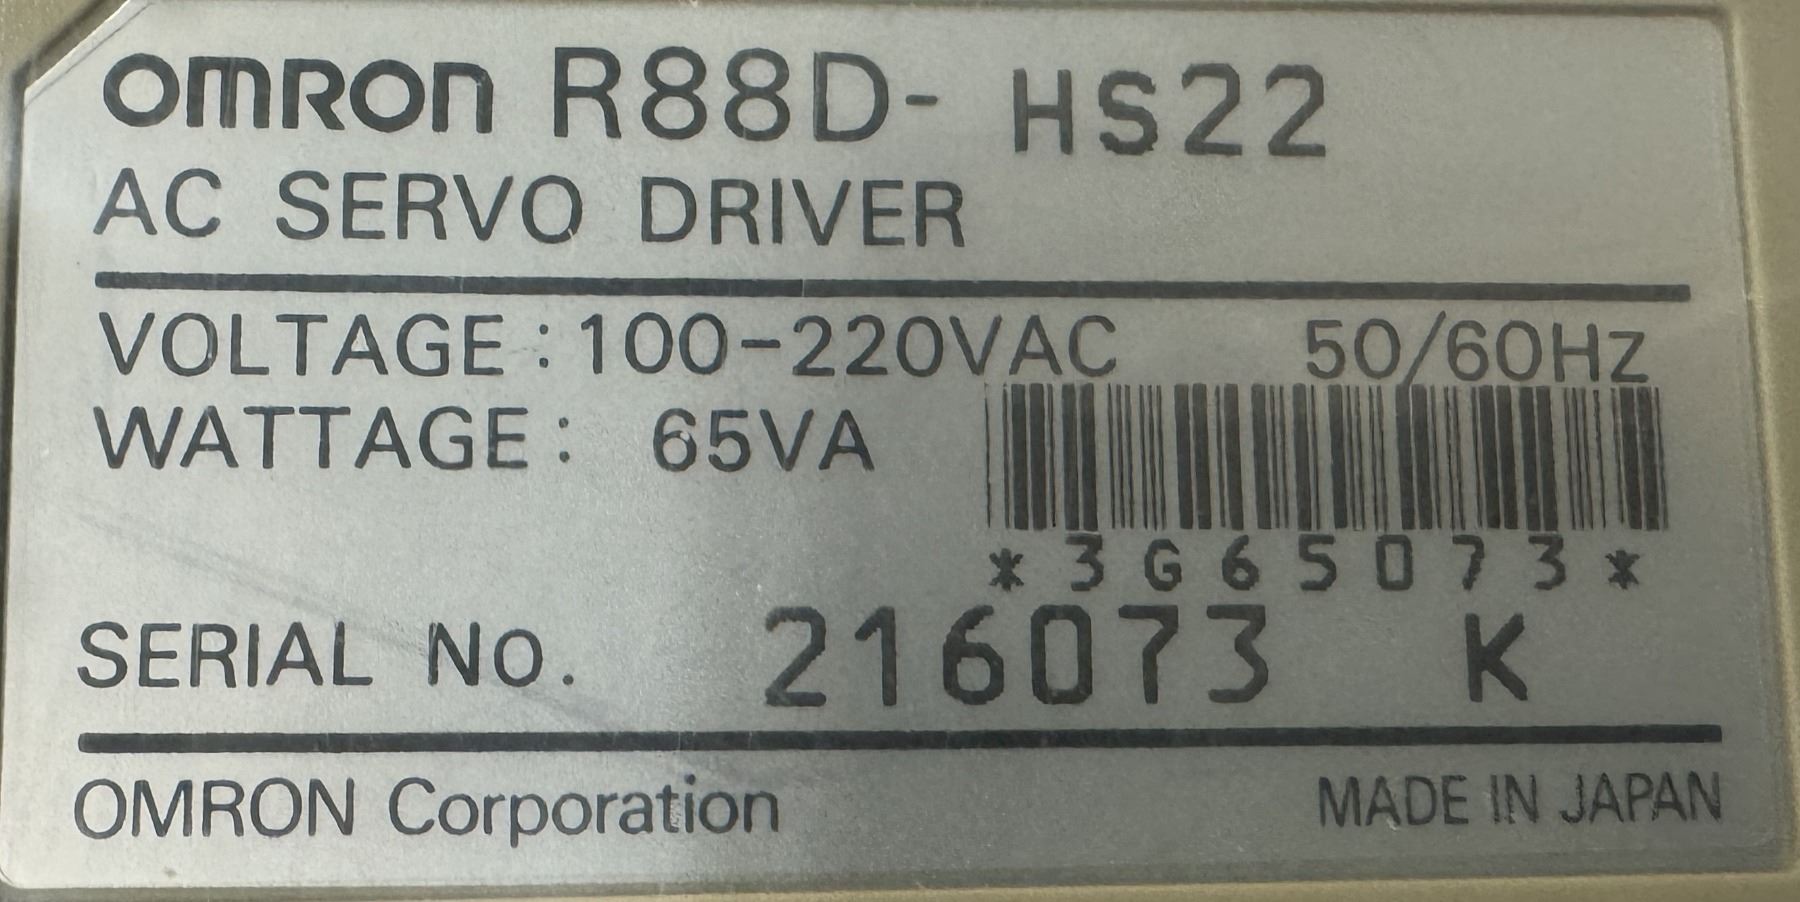 OMRON R88D- HS22
AC SERVO DRIVER
VOLTAGE : 100-220VAC 50/60Hz
WATTAGE : 65VA
*3G65073*
SERIAL No. 216073 K
OMRON Corporation MADE IN JAPAN